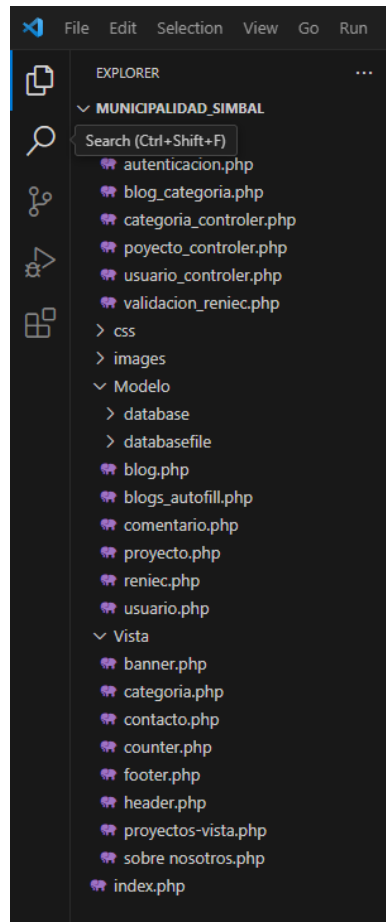 File Edit Selection View Go Run
EXPLORER ...
MUNICIPALIDAD_SIMBAL
Search (Ctrl+Shift+F)
autenticacion.php
blog_categoria.php
categoria_controler.php
poyecto_controler.php
usuario_controler.php
validacion_reniec.php
css
images
Modelo
database
databasefile
blog.php
blogs_autofill.php
comentario.php
proyecto.php
reniec.php
usuario.php
Vista
banner.php
categoria.php
contacto.php
counter.php
footer.php
header.php
proyectos-vista.php
sobre nosotros.php
index.php